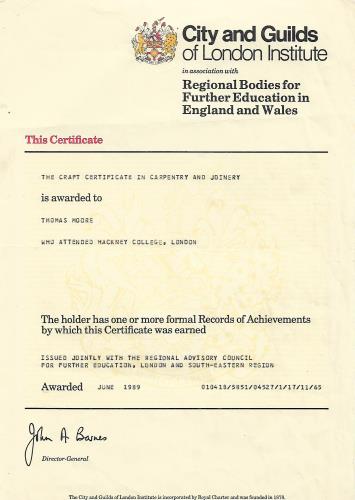 City and Guilds
of London Institute
in association with
Regional Bodies for
Further Education in
England and Wales
This Certificate
THE CRAFT CERTIFICATE IN CARPENTRY AND JOINERY
is awarded to
THOMAS MOORE
WHO ATTENDED HACKNEY COLLEGE, LONDON
The holder has one or more formal Records of Achievements
by which this Certificate was earned
ISSUED JOINTLY WITH THE REGIONAL ADVISORY COUNCIL
FOR FURTHER EDUCATION, LONDON AND SOUTH-EASTERN REGION
Awarded JUNE 1989 010418/5851/04527/1/17/11/65
John A Barnes
Director-General
The City and Guilds of London Institute is incorporated by Royal Charter and was founded in 1878.